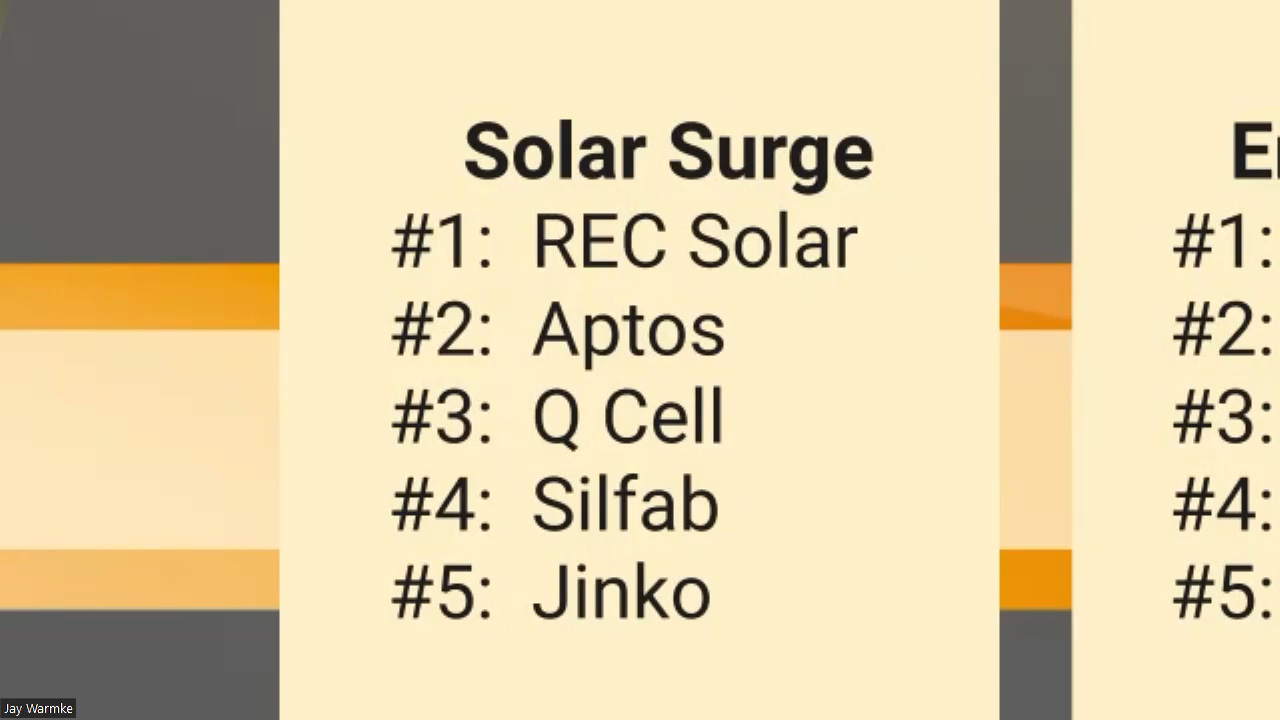 Solar Surge
#1: REC Solar
#2: Aptos
#3: Q Cell
#4: Silfab
#5: Jinko
#1:
#2:
#3:
#4:
#5:
Jay Warmke